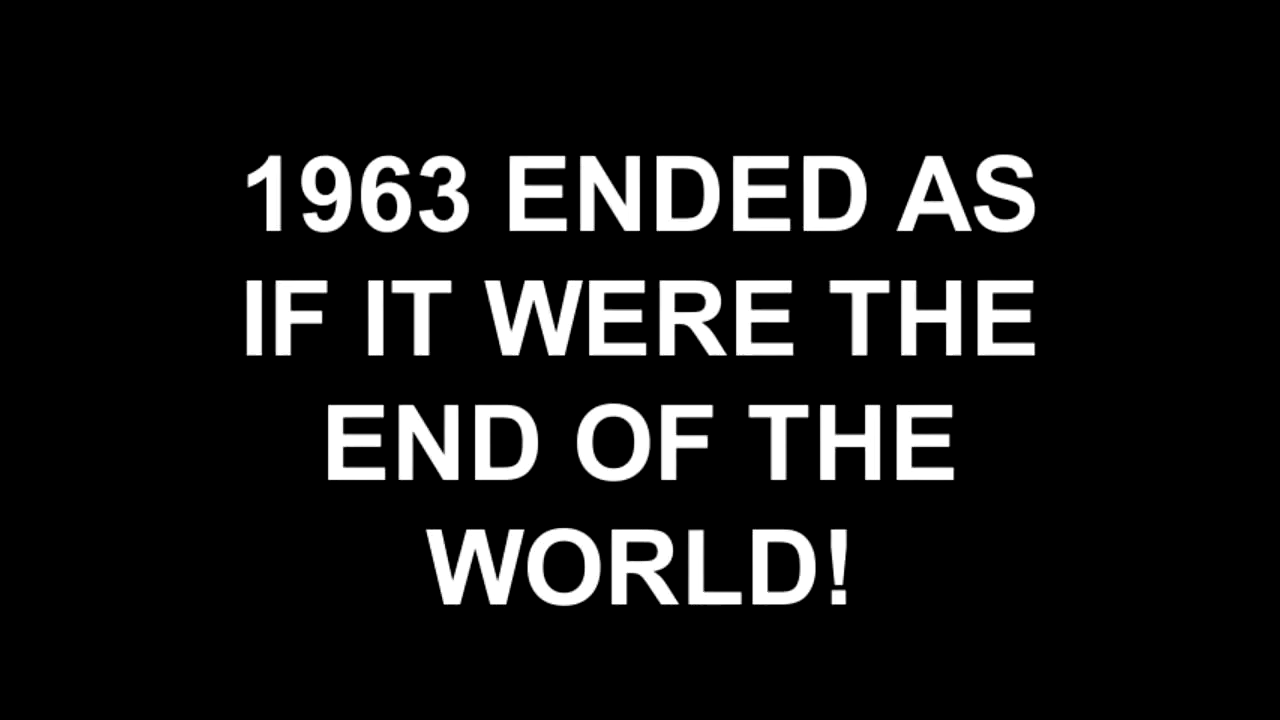 1963 ENDED AS
IF IT WERE THE
END OF THE
WORLD!